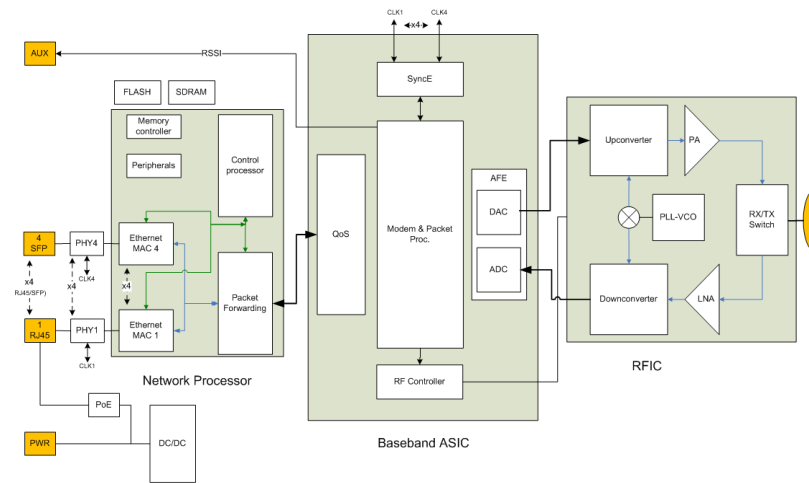 CLK1
CLK4
x4
AUX
RSSI
SyncE
FLASH
SDRAM
Memory
controller
Peripherals
Control
processor
Upconverter
PA
AFE
DAC
ADC
QoS
Modem & Packet
Proc.
PLL-VCO
RX/TX
Switch
4
SFP
PHY4
Ethernet
MAC 4
CLK4
x4
RJ45/SFP)
x4
x4
Packet
Forwarding
Downconverter
LNA
1
RJ45
PHY1
Ethernet
MAC 1
CLK1
RFIC
Network Processor
RF Controller
PoE
PWR
DC/DC
Baseband ASIC